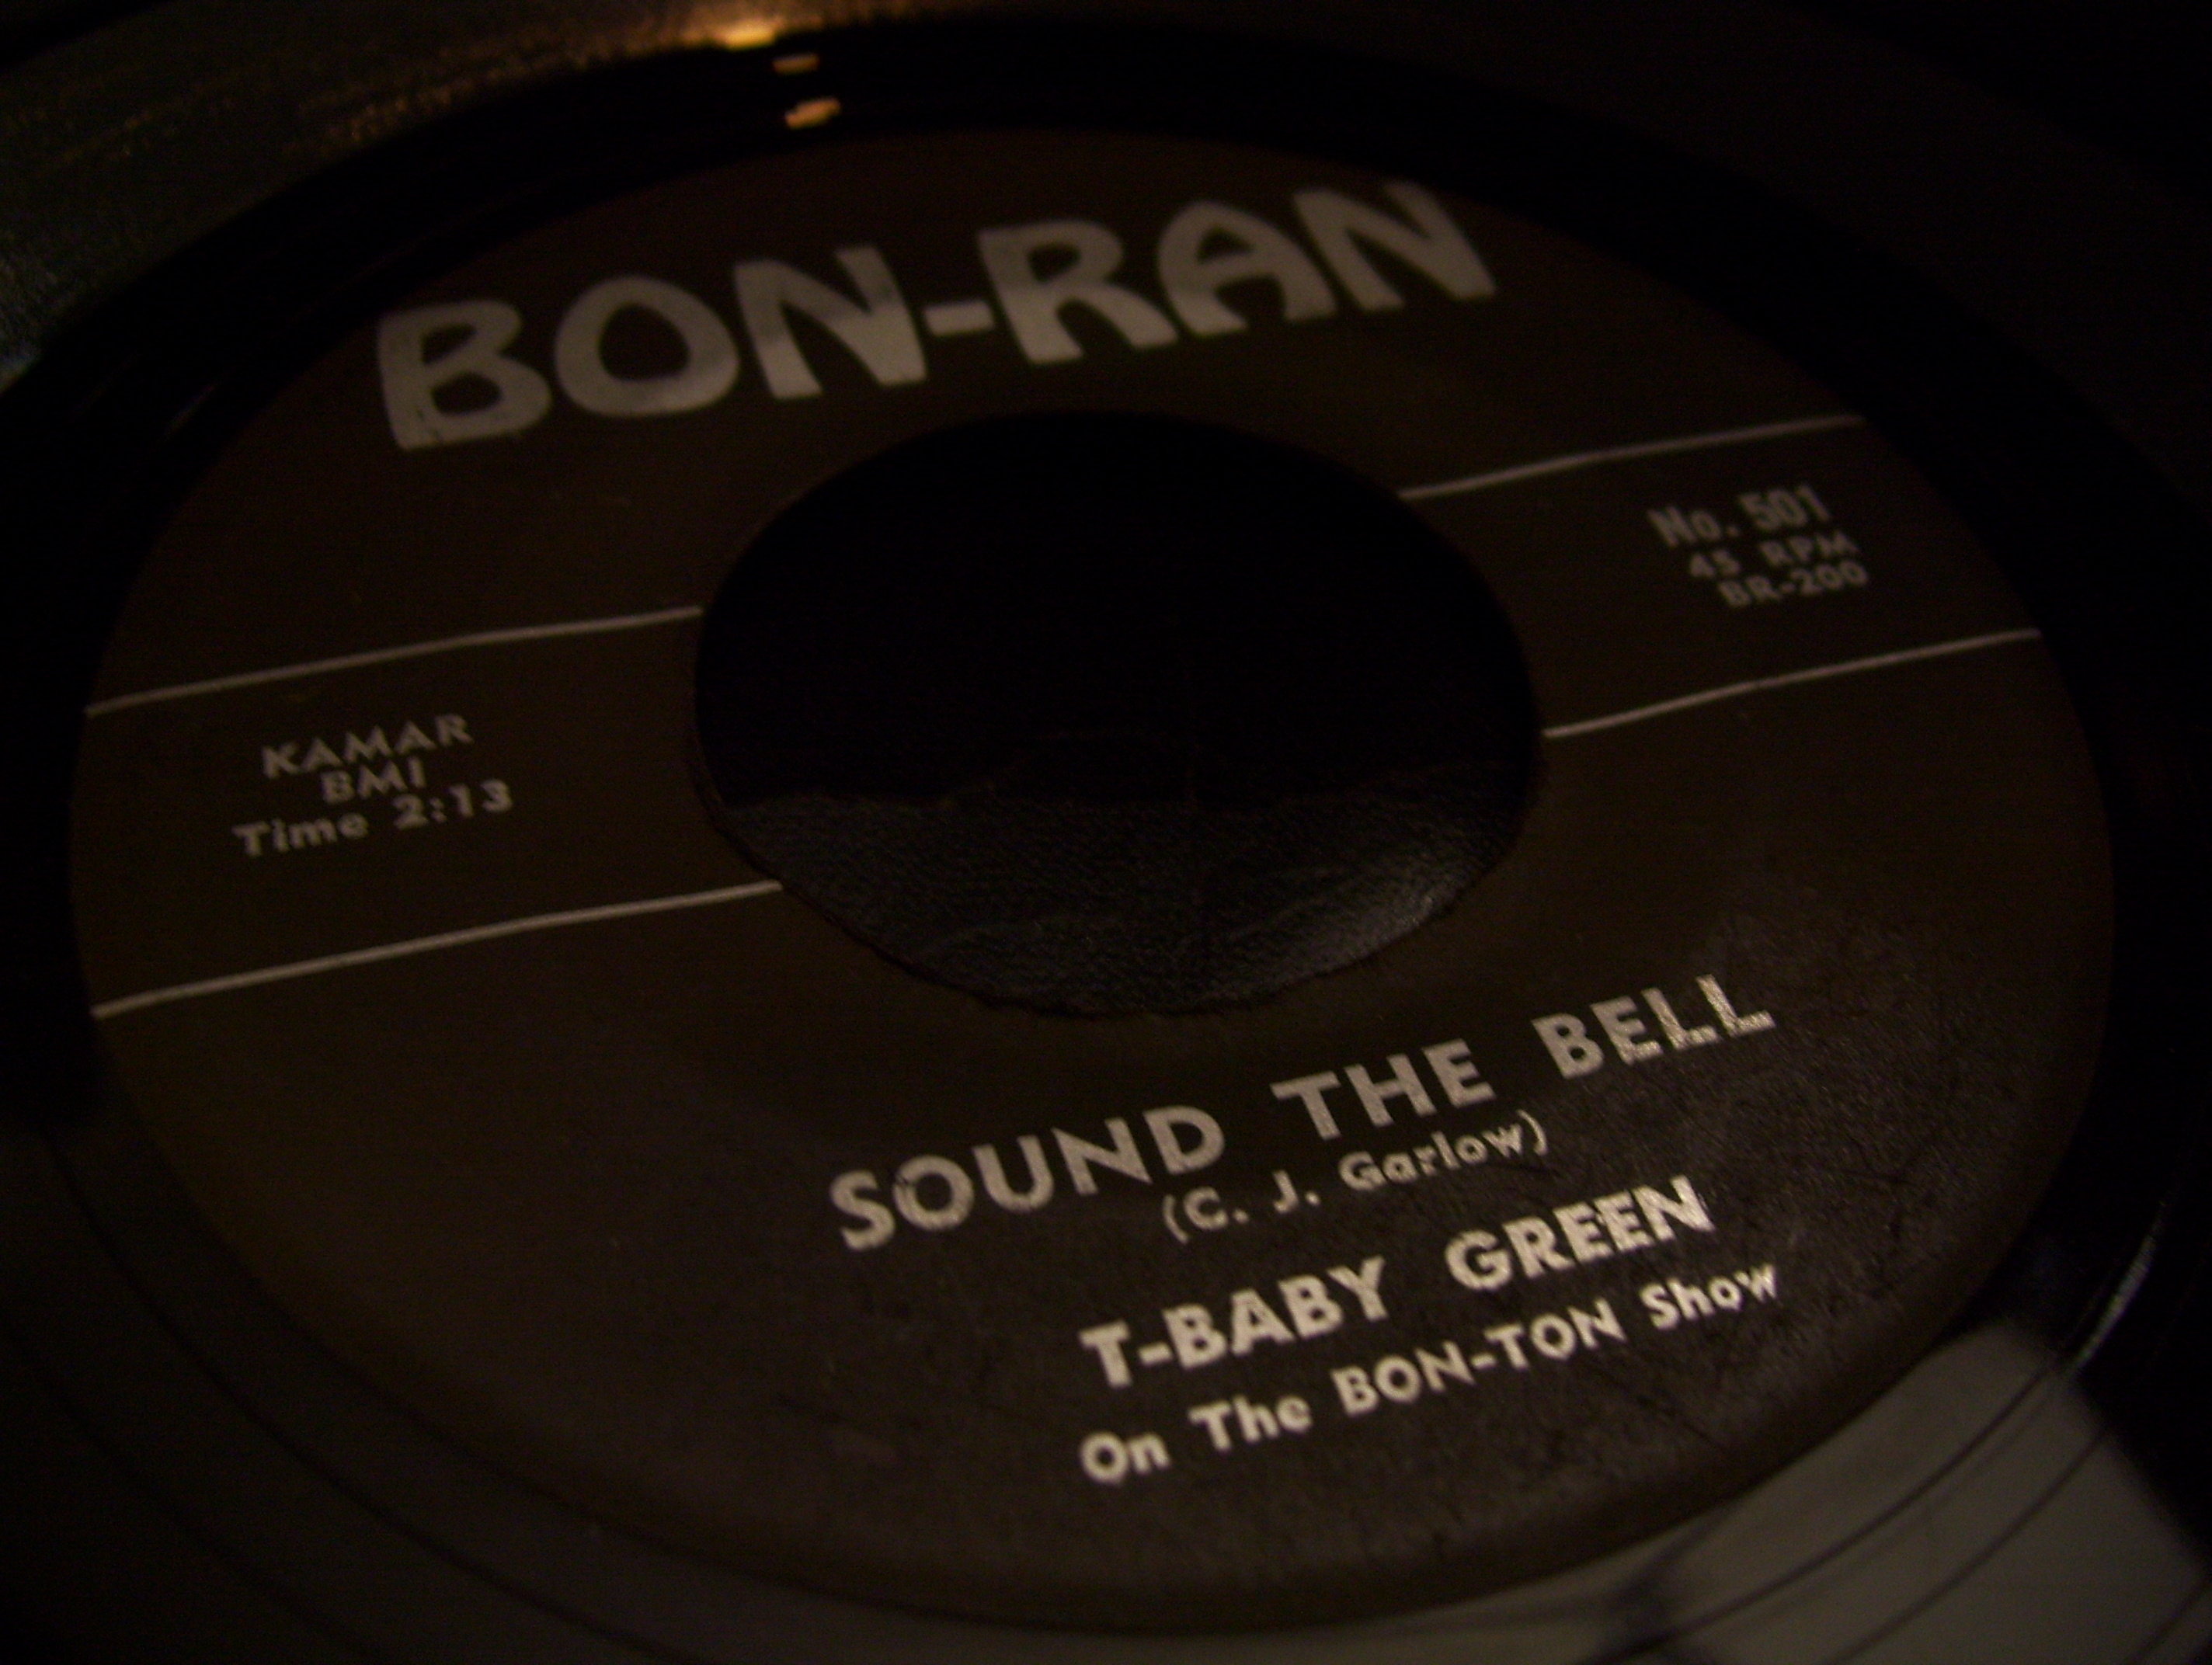 BON-RAN
No. 501
45 RPM
BR-200
KAMAR
BMI
Time 2:13
SOUND THE BELL
(C. J. Garlow)
T-BABY GREEN
On The BON-TON Show